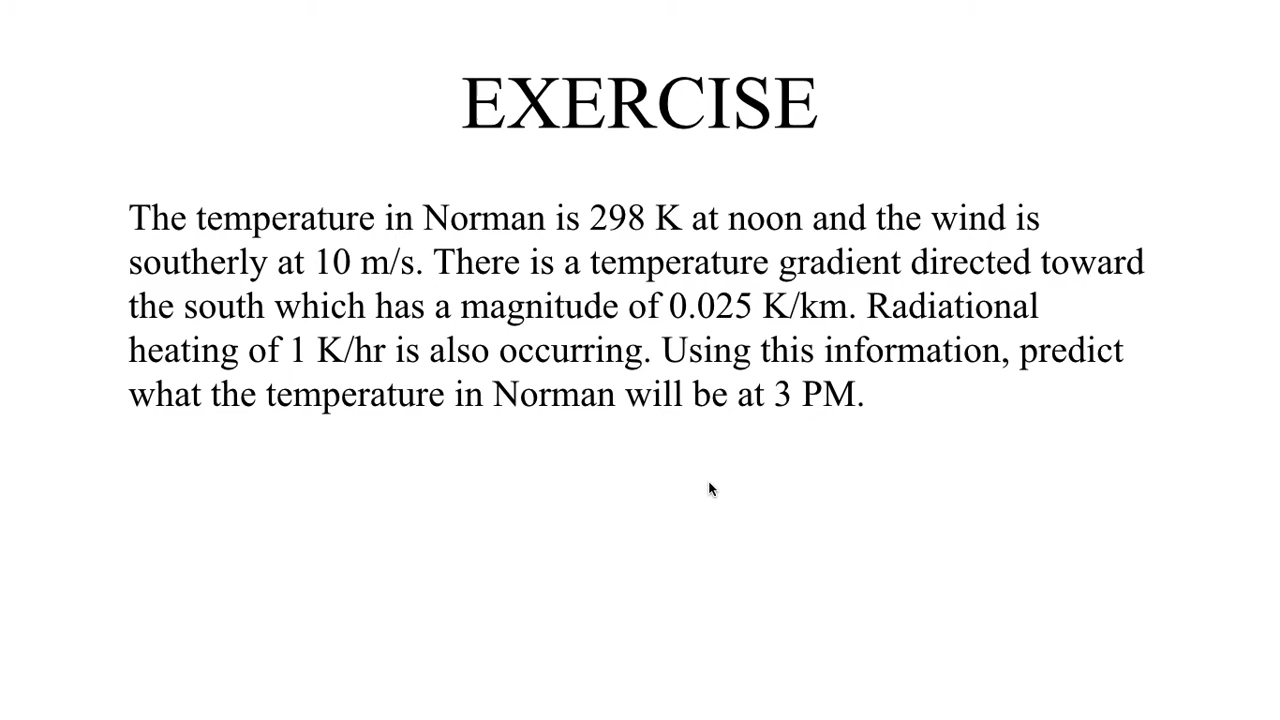 EXERCISE
The temperature in Norman is 298 K at noon and the wind is
southerly at 10 m/s. There is a temperature gradient directed toward
the south which has a magnitude of 0.025 K/km. Radiational
heating of 1 K/hr is also occurring. Using this information, predict
what the temperature in Norman will be at 3 PM.